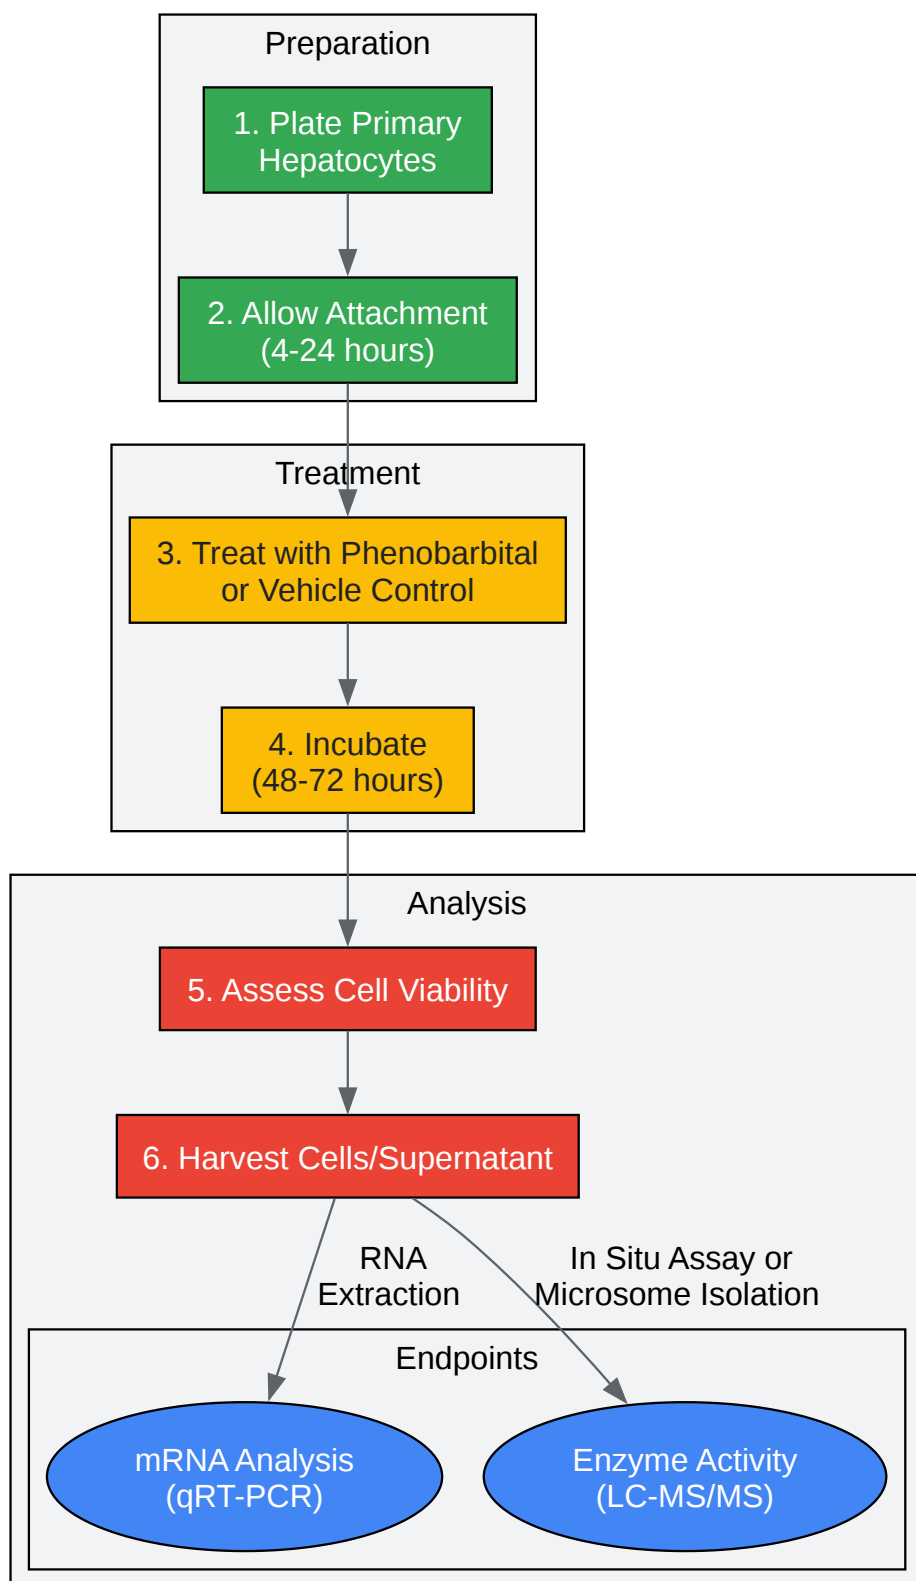 Preparation
1. Plate Primary
Hepatocytes
2. Allow Attachment
(4-24 hours)
Treatment
3. Treat with Phenobarbital
or Vehicle Control
4. Incubate
(48-72 hours)
Analysis
5. Assess Cell Viability
6. Harvest Cells/Supernatant
RNA
Extraction
In Situ Assay or
Microsome Isolation
Endpoints
mRNA Analysis
(qRT-PCR)
Enzyme Activity
(LC-MS/MS)